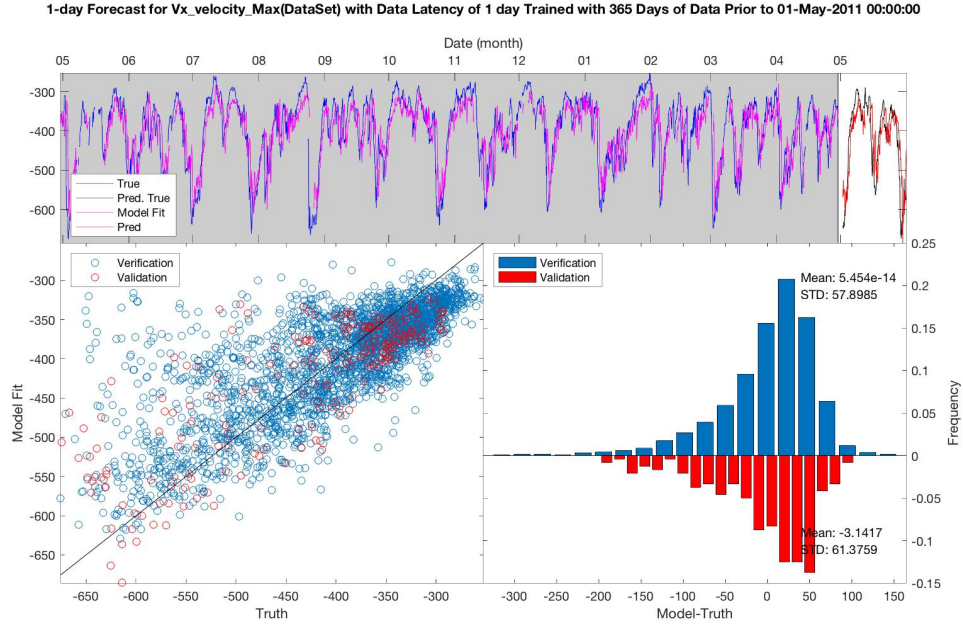 1-day Forecast for Vx_velocity_Max(DataSet) with Data Latency of 1 day Trained with 365 Days of Data Prior to 01-May-2011 00:00:00
Date (month)
05 06 07 08 09 10 11 12 01 02 03 04 05
-300
-400
-500
-600
True
Pred. True
Model Fit
Pred
Verification
Validation
-300
-350
-400
-450
-500
-550
-600
-650
Model Fit
-650 -600 -550 -500 -450 -400 -350 -300
Truth
Verification
Validation
Mean: 5.454e-14
STD: 57.8985
Mean: -3.1417
STD: 61.3759
0.25
0.2
0.15
0.1
0.05
0
-0.05
-0.1
-0.15
Frequency
-300 -250 -200 -150 -100 -50 0 50 100 150
Model-Truth